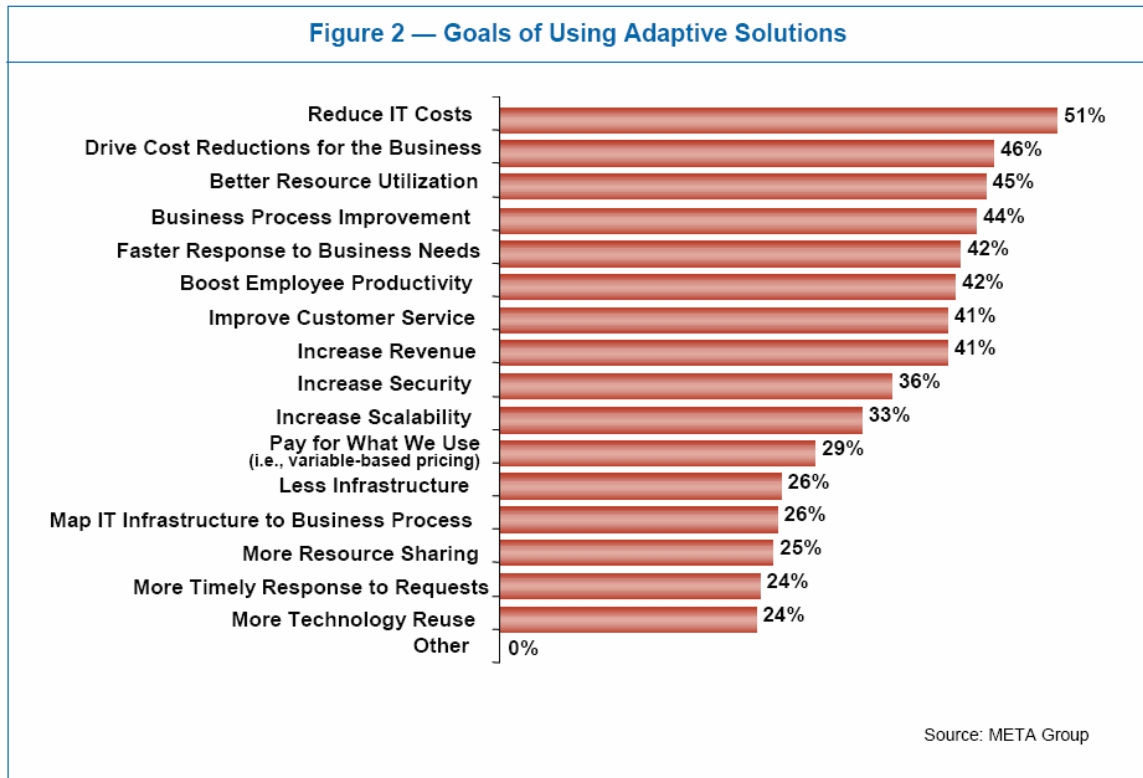 Figure 2 — Goals of Using Adaptive Solutions
Reduce IT Costs 51%
Drive Cost Reductions for the Business 46%
Better Resource Utilization 45%
Business Process Improvement 44%
Faster Response to Business Needs 42%
Boost Employee Productivity 42%
Improve Customer Service 41%
Increase Revenue 41%
Increase Security 36%
Increase Scalability 33%
Pay for What We Use 29%
(i.e., variable-based pricing)
Less Infrastructure 26%
Map IT Infrastructure to Business Process 26%
More Resource Sharing 25%
More Timely Response to Requests 24%
More Technology Reuse 24%
Other 0%
Source: META Group